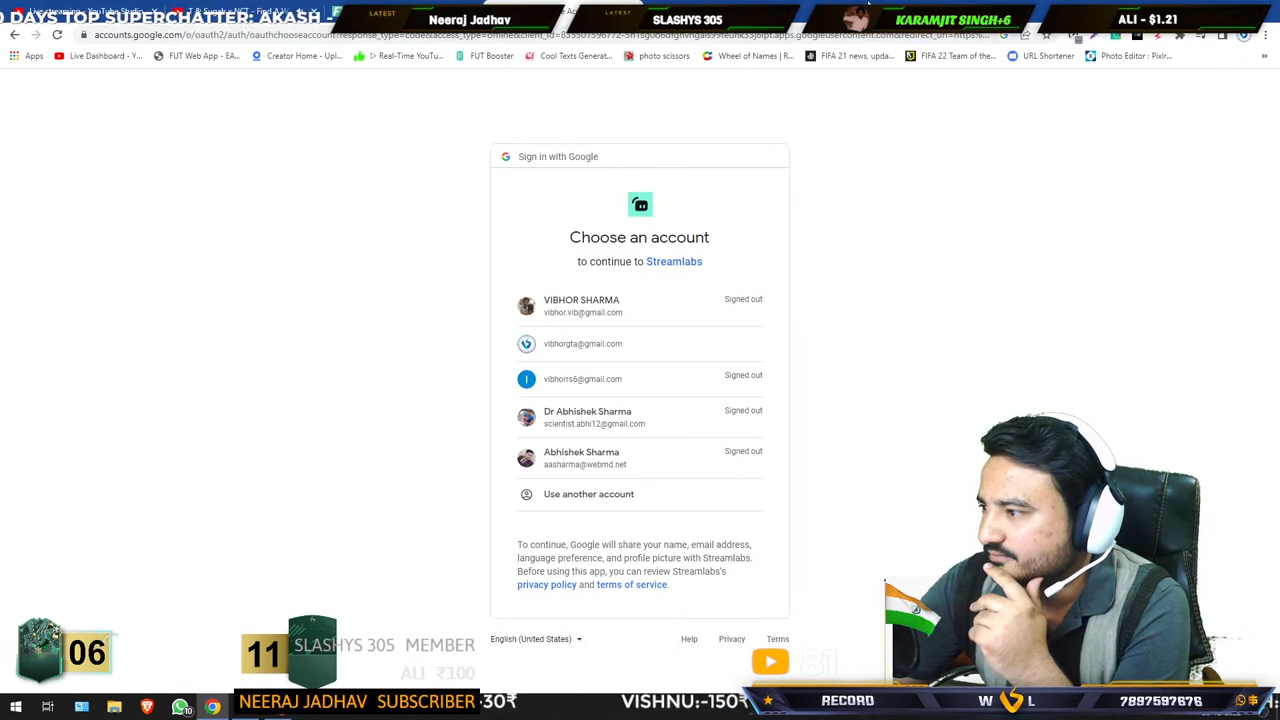 DAYS TOP SUPERCHATTER: AKASH -
LATEST
Neeraj Jadhav
LATEST
SLASHYS 305
KARAMJIT SINGH+6
ALI - $1.21
Apps
Live Dashboard - Y...
FUT Web App - EA...
Creator Home - Upl...
▷ Real-Time YouTu...
FUT Booster
Cool Texts Generat...
photo scissors
Wheel of Names | R...
FIFA 21 news, upda...
FIFA 22 Team of the...
URL Shortener
Photo Editor : Pixlr...
»
Sign in with Google
Choose an account
to continue to Streamlabs
VIBHOR SHARMA
Signed out
vibhor.vib@gmail.com
vibhorgta@gmail.com
vibhorrs6@gmail.com
Signed out
Dr Abhishek Sharma
Signed out
scientist.abhi12@gmail.com
Abhishek Sharma
Signed out
aasharma@webmd.net
Use another account
To continue, Google will share your name, email address,
language preference, and profile picture with Streamlabs.
Before using this app, you can review Streamlabs's
privacy policy and terms of service.
English (United States)
Help
Privacy
Terms
06
11
SLASHYS 305 MEMBER
ALI ₹100
81
NEERAJ JADHAV SUBSCRIBER
-30₹
VISHNU:-150₹
RECORD
W
L
7897597676